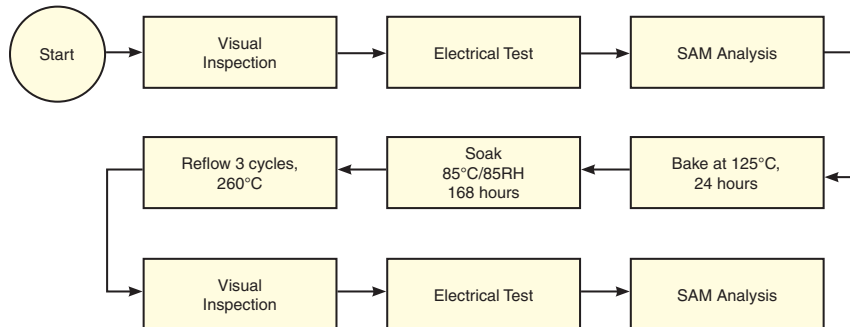 Start
Visual
Inspection
Electrical Test
SAM Analysis
Bake at 125°C,
24 hours
Soak
85°C/85RH
168 hours
Reflow 3 cycles,
260°C
Visual
Inspection
Electrical Test
SAM Analysis